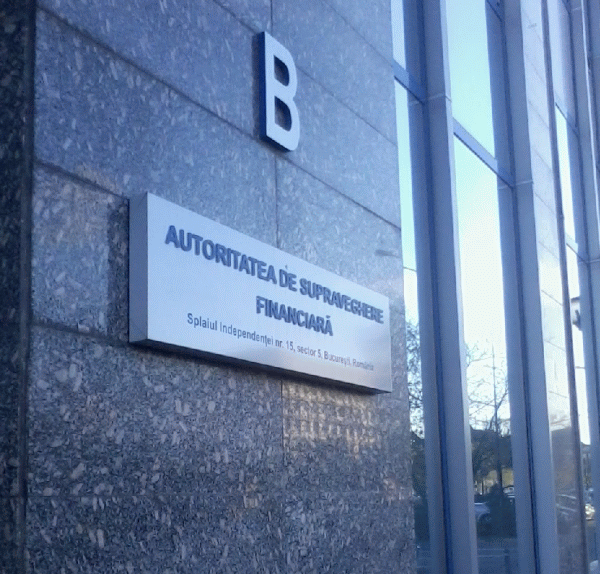 B
AUTORITATEA DE SUPRAVEGHERE
FINANCIARĂ
Splaiul Independenței nr. 15, sector 5, București, România